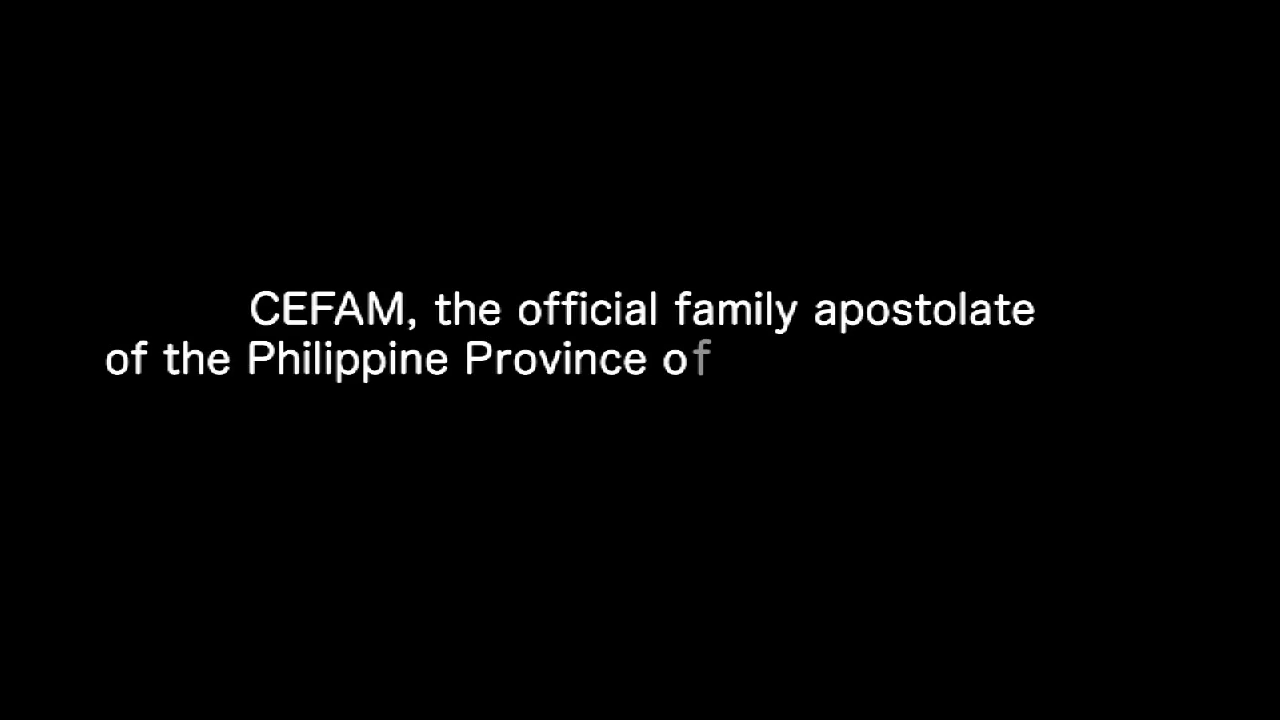 CEFAM, the official family apostolate
of the Philippine Province of